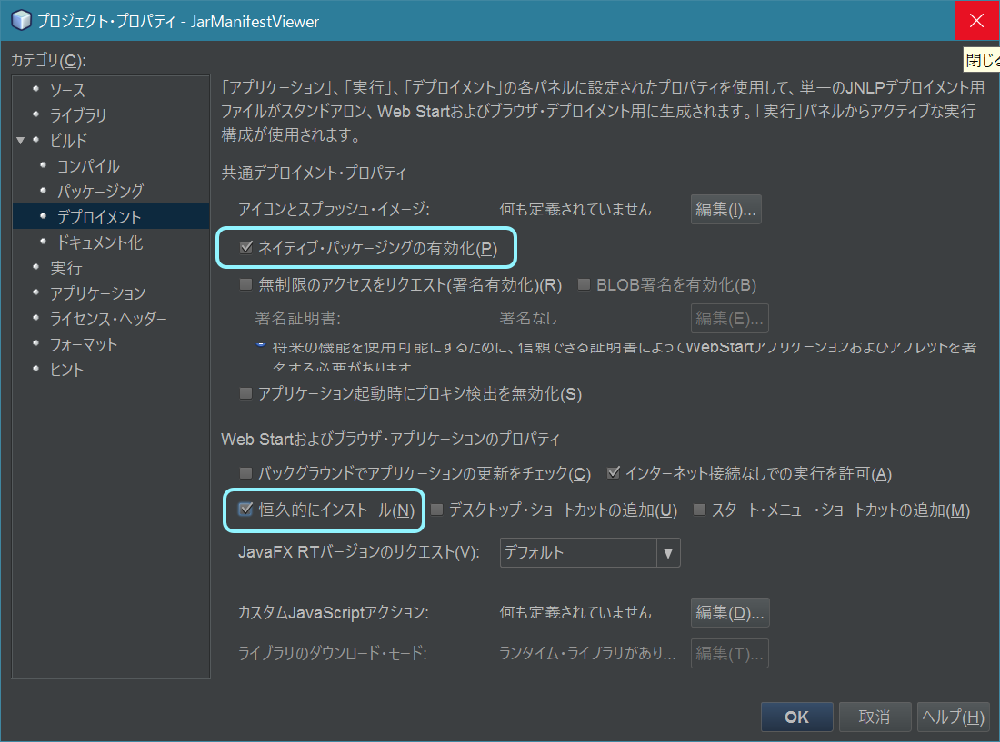 プロジェクト・プロパティ - JarManifestViewer
閉じる
カテゴリ(C):
ソース
ライブラリ
ビルド
コンパイル
パッケージング
デプロイメント
ドキュメント化
実行
アプリケーション
ライセンス・ヘッダー
フォーマット
ヒント
「アプリケーション」、「実行」、「デプロイメント」の各パネルに設定されたプロパティを使用して、単一のJNLPデプロイメント用
ファイルがスタンドアロン、Web Startおよびブラウザ・デプロイメント用に生成されます。「実行」パネルからアクティブな実行
構成が使用されます。
共通デプロイメント・プロパティ
アイコンとスプラッシュ・イメージ: 何も定義されていません 編集(I)...
ネイティブ・パッケージングの有効化(P)
無制限のアクセスをリクエスト(署名有効化)(R) BLOB署名を有効化(B)
署名証明書: 署名なし 編集(E)...
将来の機能を使用可能にするために、信頼できる証明書によってWebStartアプリケーションおよびアプレットを署
名する必要があります
アプリケーション起動時にプロキシ検出を無効化(S)
Web Startおよびブラウザ・アプリケーションのプロパティ
バックグラウンドでアプリケーションの更新をチェック(C) インターネット接続なしでの実行を許可(A)
恒久的にインストール(N) デスクトップ・ショートカットの追加(U) スタート・メニュー・ショートカットの追加(M)
JavaFX RTバージョンのリクエスト(V): デフォルト
カスタムJavaScriptアクション: 何も定義されていません 編集(D)...
ライブラリのダウンロード・モード: ランタイム・ライブラリがあり... 編集(T)...
OK 取消 ヘルプ(H)